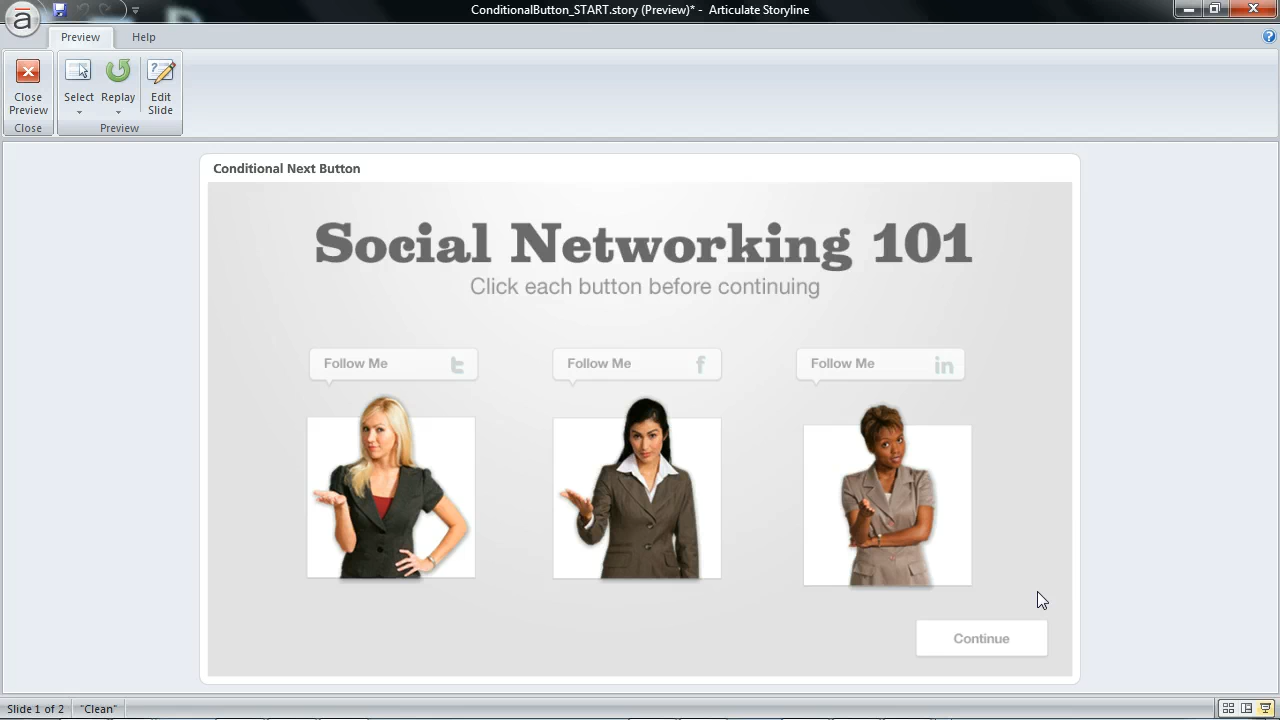 ConditionalButton_START.story (Preview)* - Articulate Storyline
Preview
Help
Close Preview
Select
Replay
Edit Slide
Close
Preview
Conditional Next Button
Social Networking 101
Click each button before continuing
Follow Me
Follow Me f
Follow Me in
Continue
Slide 1 of 2
"Clean"